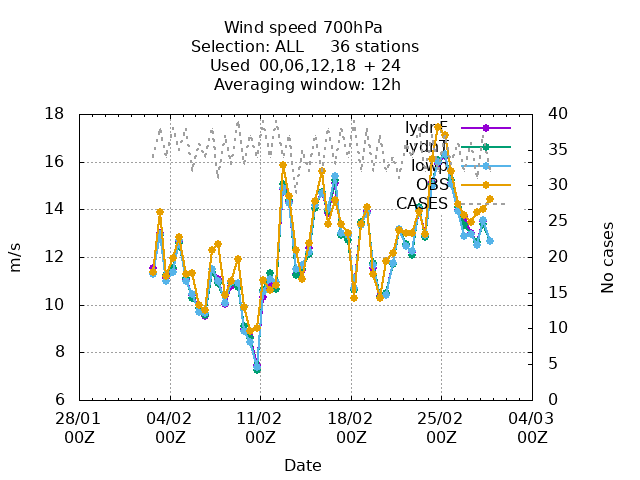 Wind speed 700hPa
Selection: ALL 36 stations
Used 00,06,12,18 + 24
Averaging window: 12h
m/s
18
16
14
12
10
8
6
40
35
30
25
20
15
10
5
0
No cases
lydnF
lydnT
lowp
OBS
CASES
28/01 04/02 11/02 18/02 25/02 04/03
00Z 00Z 00Z 00Z 00Z 00Z
Date